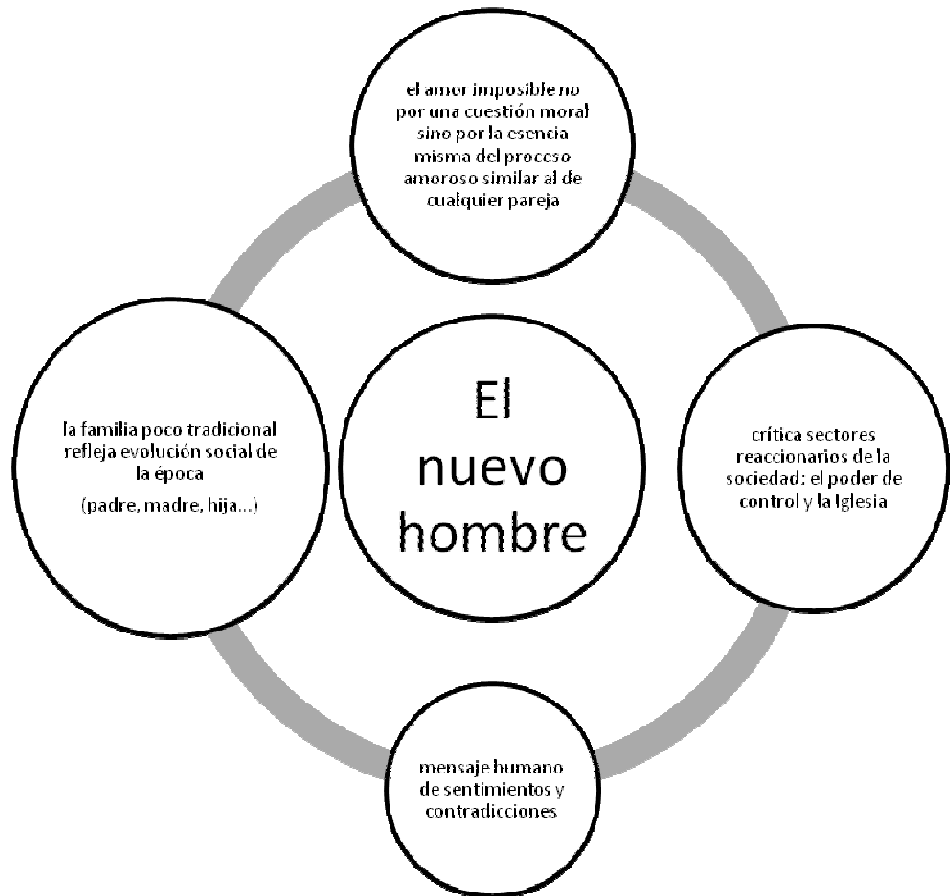 el amor imposible no
por una cuestión moral
sino por la esencia
misma del proceso
amoroso similar al de
cualquier pareja
la familia poco tradicional
refleja evolución social de
la época
(padre, madre, hija...)
El
nuevo
hombre
crítica sectores
reaccionarios de la
sociedad: el poder de
control y la Iglesia
mensaje humano
de sentimientos y
contradicciones